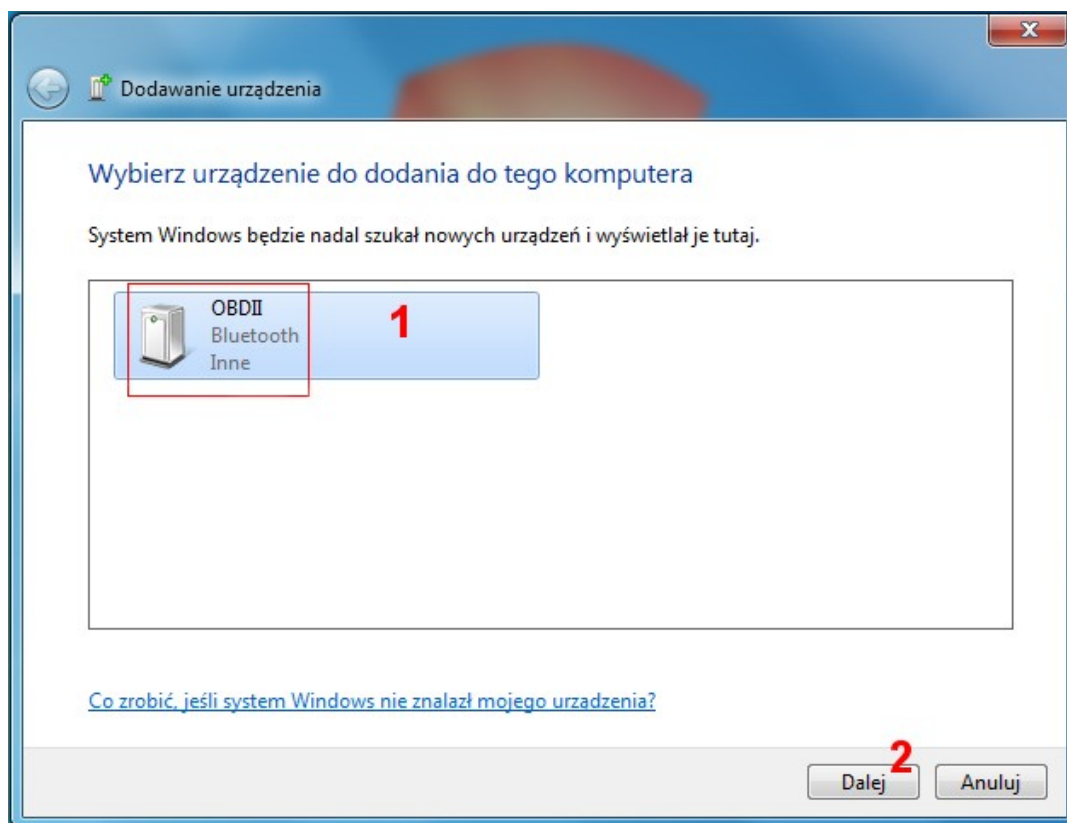 Dodawanie urządzenia
Wybierz urządzenie do dodania do tego komputera
System Windows będzie nadal szukał nowych urządzeń i wyświetlał je tutaj.
OBDII
Bluetooth
Inne
1
Co zrobić, jeśli system Windows nie znalazł mojego urządzenia?
2
Dalej
Anuluj